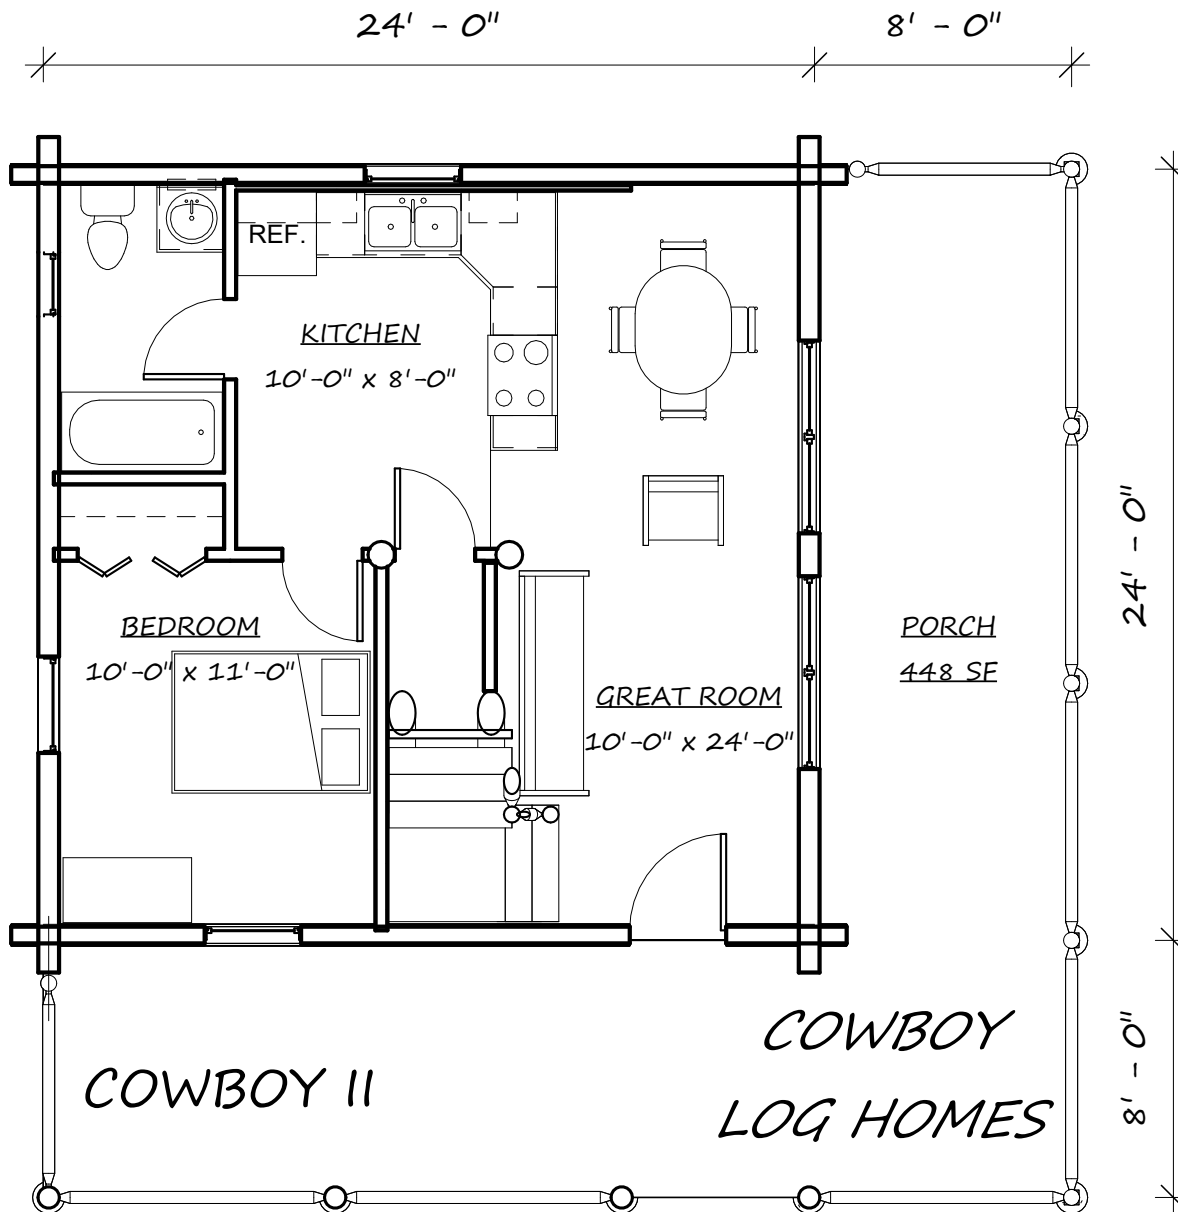 24' - 0"
8' - 0"
REF.
KITCHEN
10'-0" x 8'-0"
24' - 0"
BEDROOM
10'-0" x 11'-0"
PORCH
448 SF
GREAT ROOM
10'-0" x 24'-0"
8' - 0"
COWBOY II
COWBOY
LOG HOMES